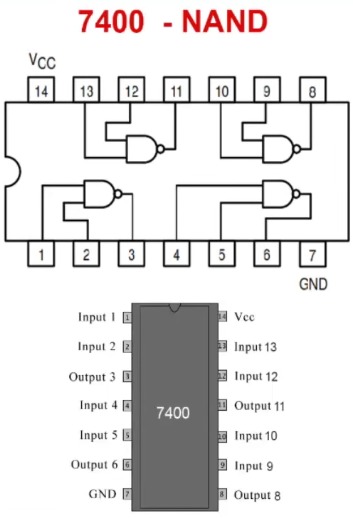 7400 - NAND
VCC
14 13 12 11 10 9 8
1 2 3 4 5 6 7
GND
Input 1 1 14 Vcc
Input 2 2 13 Input 13
Output 3 3 12 Input 12
Input 4 4 11 Output 11
7400
Input 5 5 10 Input 10
Output 6 6 9 Input 9
GND 7 8 Output 8